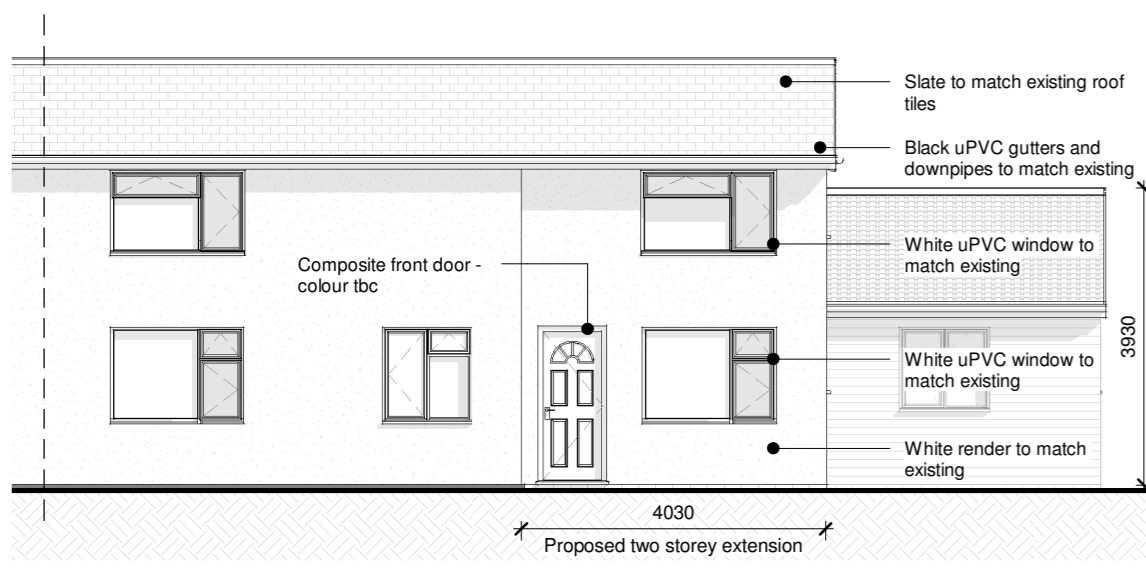 Slate to match existing roof
tiles
Black uPVC gutters and
downpipes to match existing
White uPVC window to
match existing
Composite front door -
colour tbc
White uPVC window to
match existing
3930
White render to match
existing
4030
Proposed two storey extension